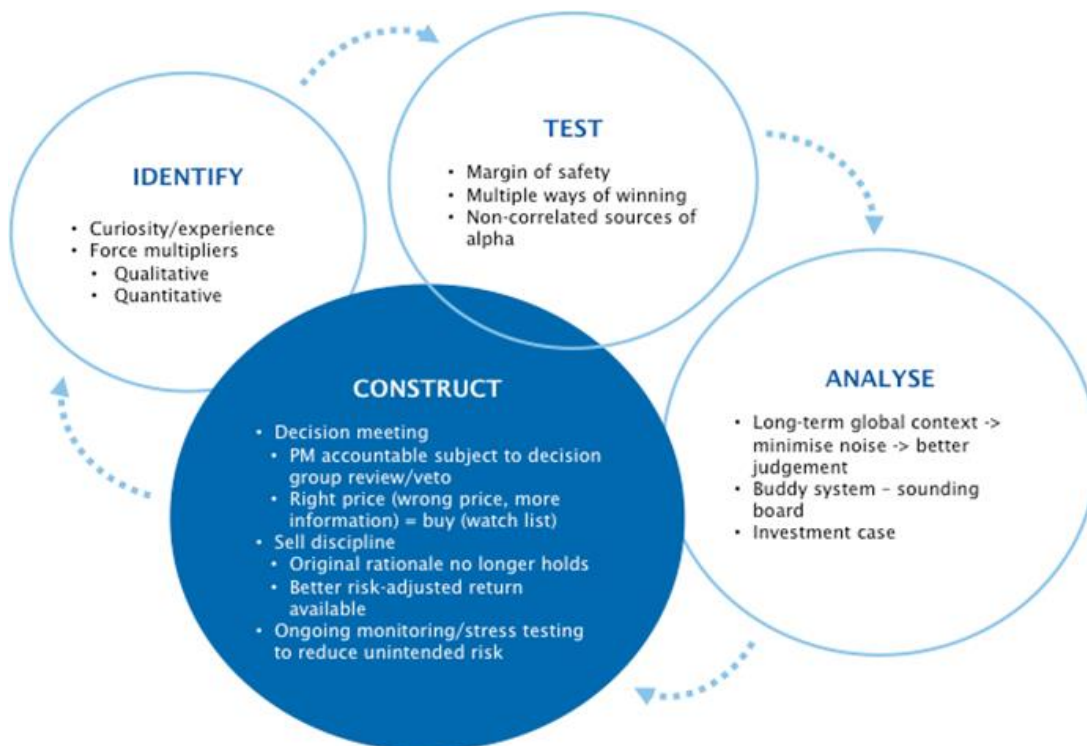 IDENTIFY
• Curiosity/experience
• Force multipliers
• Qualitative
• Quantitative
TEST
• Margin of safety
• Multiple ways of winning
• Non-correlated sources of
alpha
ANALYSE
• Long-term global context ->
minimise noise -> better
judgement
• Buddy system – sounding
board
• Investment case
CONSTRUCT
• Decision meeting
• PM accountable subject to decision
group review/veto
• Right price (wrong price, more
information) = buy (watch list)
• Sell discipline
• Original rationale no longer holds
• Better risk-adjusted return
available
• Ongoing monitoring/stress testing
to reduce unintended risk